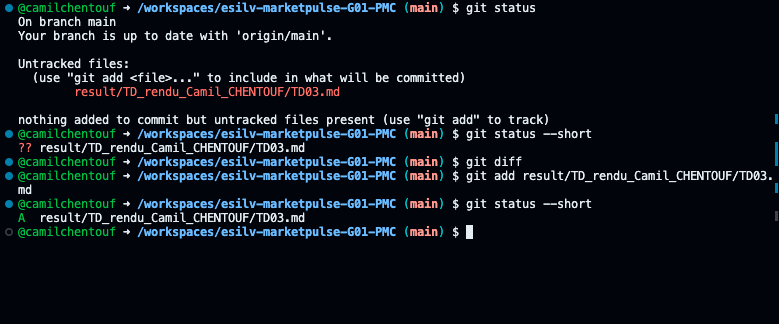 @camilchentouf ➜ /workspaces/esilv-marketpulse-G01-PMC (main) $ git status
On branch main
Your branch is up to date with 'origin/main'.
Untracked files:
(use "git add <file>..." to include in what will be committed)
result/TD_rendu_Camil_CHENTOUF/TD03.md
nothing added to commit but untracked files present (use "git add" to track)
@camilchentouf ➜ /workspaces/esilv-marketpulse-G01-PMC (main) $ git status --short
?? result/TD_rendu_Camil_CHENTOUF/TD03.md
@camilchentouf ➜ /workspaces/esilv-marketpulse-G01-PMC (main) $ git diff
@camilchentouf ➜ /workspaces/esilv-marketpulse-G01-PMC (main) $ git add result/TD_rendu_Camil_CHENTOUF/TD03.
md
@camilchentouf ➜ /workspaces/esilv-marketpulse-G01-PMC (main) $ git status --short
A  result/TD_rendu_Camil_CHENTOUF/TD03.md
@camilchentouf ➜ /workspaces/esilv-marketpulse-G01-PMC (main) $